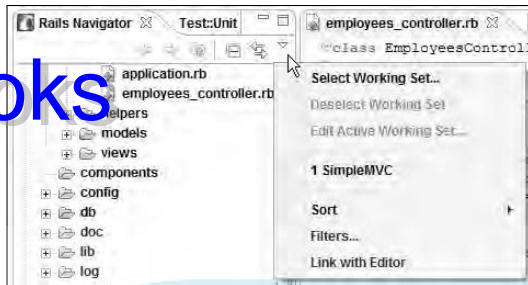 Rails Navigator Test::Unit
employees_controller.rb
class EmployeesControll
application.rb
employees_controller.rb
oks
helpers
models
views
components
config
db
doc
lib
log
Select Working Set...
Deselect Working Set
Edit Active Working Set...
1 SimpleMVC
Sort
Filters...
Link with Editor